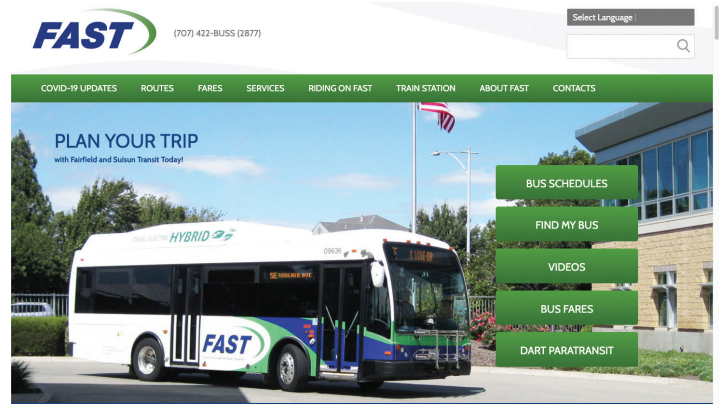 FAST
(707) 422-BUSS (2877)
Select Language
COVID-19 UPDATES ROUTES FARES SERVICES RIDING ON FAST TRAIN STATION ABOUT FAST CONTACTS
PLAN YOUR TRIP
with Fairfield and Suisun Transit Today!
BUS SCHEDULES
FIND MY BUS
VIDEOS
BUS FARES
DART PARATRANSIT
HYBRID
09636
FAST